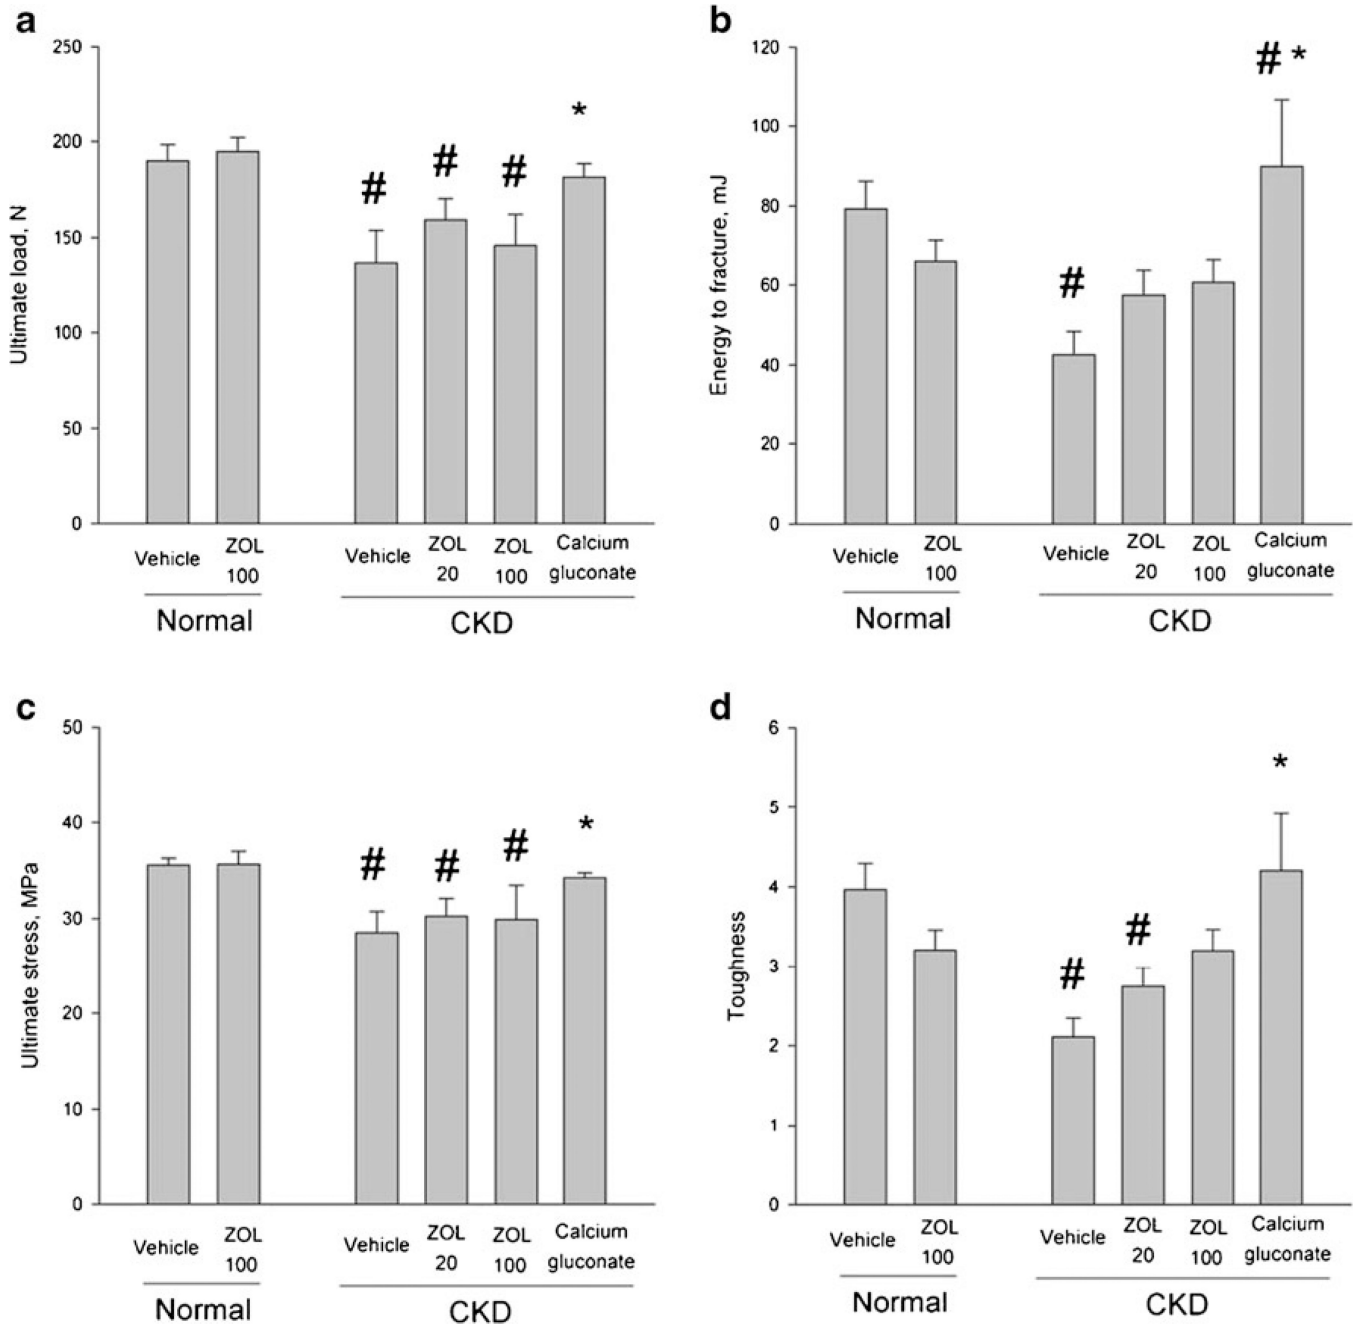 a
250
200
150
100
50
0
Ultimate load, N
#
#
#
*
Vehicle
ZOL
100
Vehicle
ZOL
20
ZOL
100
Calcium
gluconate
Normal
CKD
b
120
100
80
60
40
20
0
Energy to fracture, mJ
#
# *
Vehicle
ZOL
100
Vehicle
ZOL
20
ZOL
100
Calcium
gluconate
Normal
CKD
c
50
40
30
20
10
0
Ultimate stress, MPa
#
#
#
*
Vehicle
ZOL
100
Vehicle
ZOL
20
ZOL
100
Calcium
gluconate
Normal
CKD
d
6
5
4
3
2
1
0
Toughness
#
#
*
Vehicle
ZOL
100
Vehicle
ZOL
20
ZOL
100
Calcium
gluconate
Normal
CKD